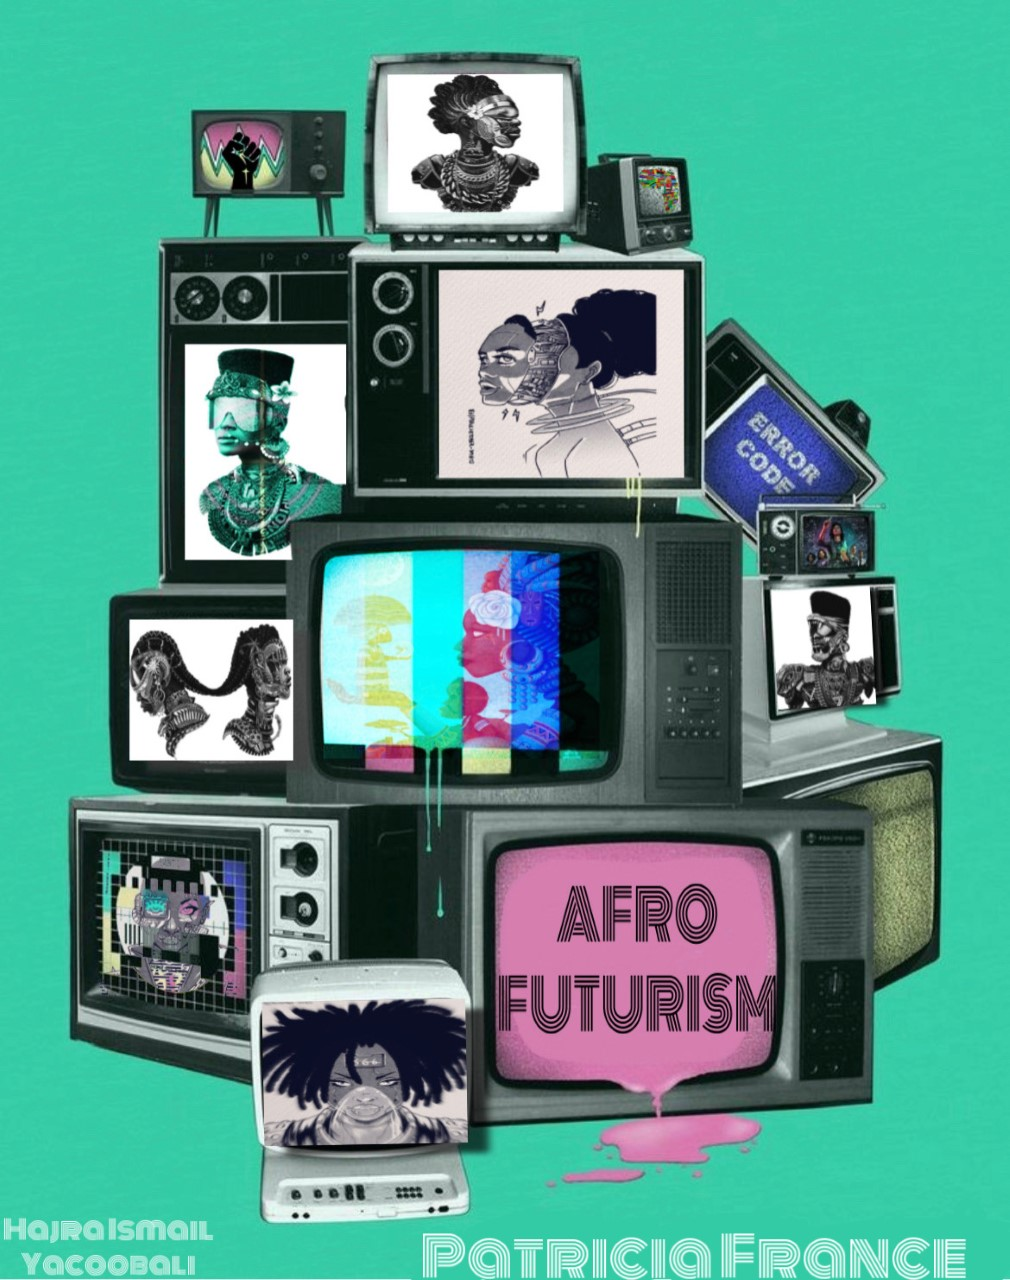 ERROR
CODE
AFRO
FUTURISM
Hajra Ismail
Yacoobali
Patricia France